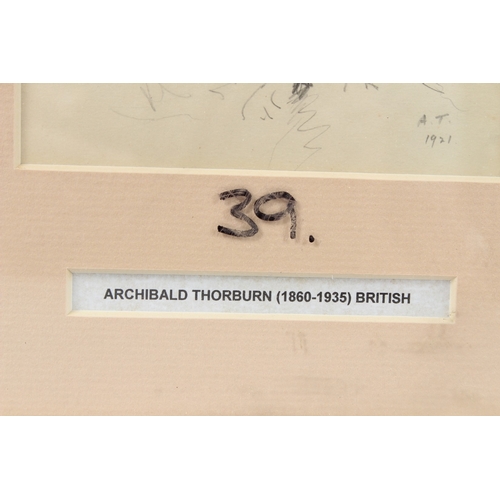 A.T.
1921
39.
ARCHIBALD THORBURN (1860-1935) BRITISH